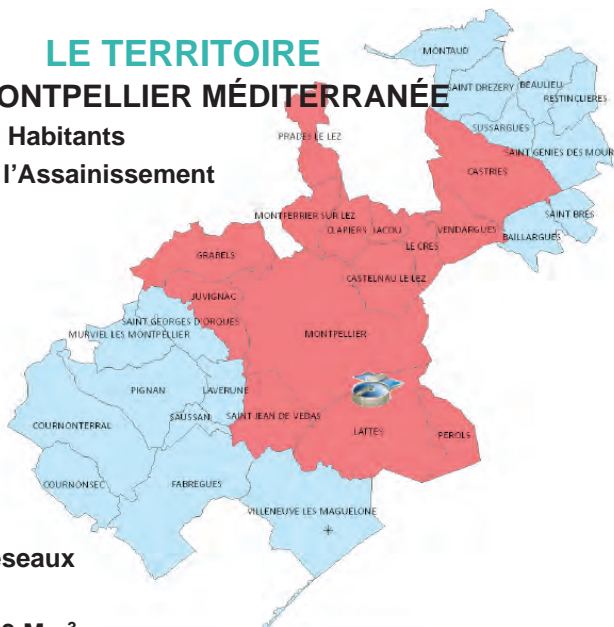 LE TERRITOIRE
ONTPELLIER MÉDITERRANÉE
Habitants
l'Assainissement
MONTAUD
SAINT DREZERY
BEAULIEU
RESTINCLIERES
SUSSARGUES
SAINT GENIES DES MOUR
PRADES LE LEZ
CASTRIES
MONTFERRIER SUR LEZ
CLAPIERS
JACOU
LE CRES
VENDARGUES
SAINT BRES
BAILLARGUES
GRABELS
CASTELNAU LE LEZ
JUVIGNAC
SAINT GEORGES D'ORQUES
MURVIEL LES MONTPELLIER
MONTPELLIER
PIGNAN
LAVERUNE
SAUSSAN
SAINT JEAN DE VEDAS
COURNONTERRAL
LATTES
PEROLS
COURNONSEC
FABREGUES
VILLENEUVE LES MAGUELONE
éseaux